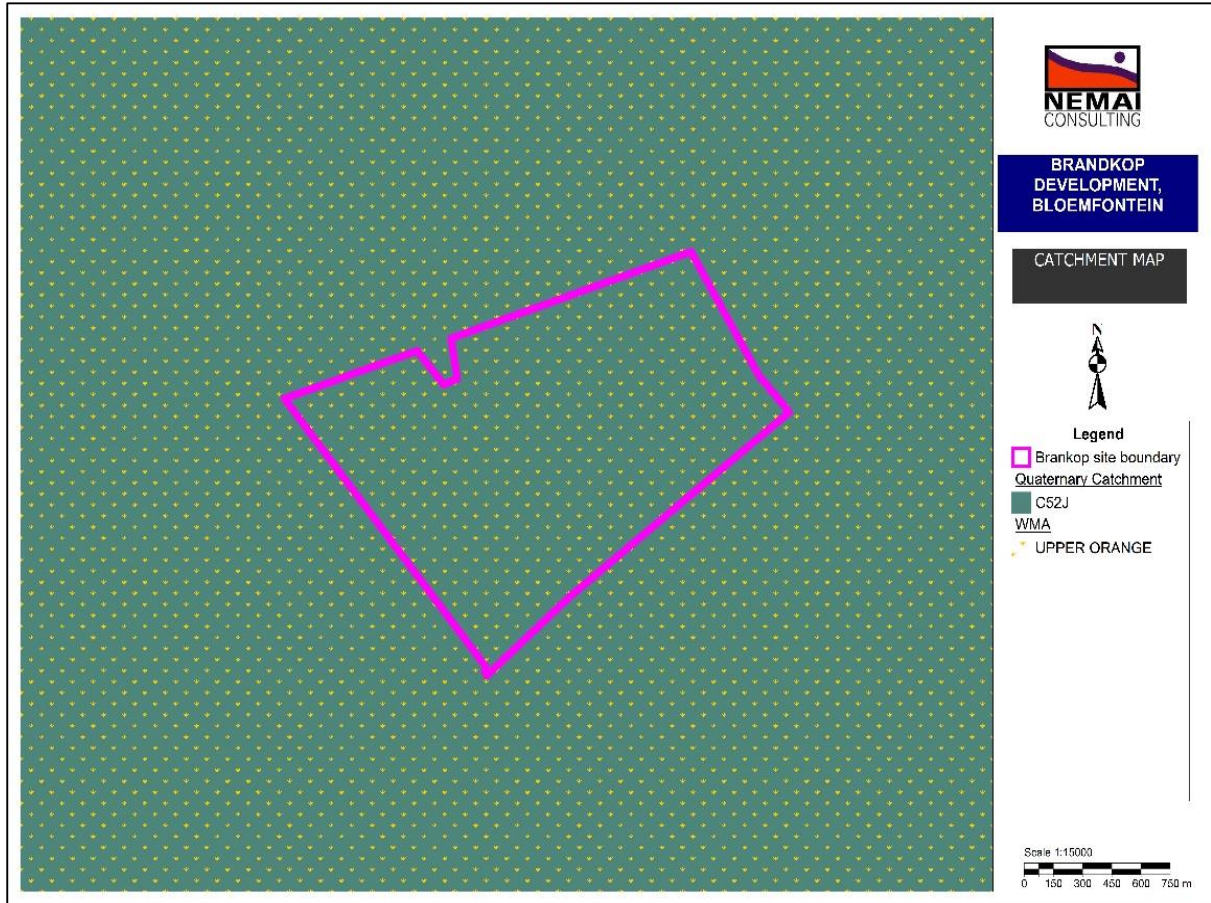 NEMAI
CONSULTING
BRANDKOP
DEVELOPMENT,
BLOEMFONTEIN
CATCHMENT MAP
N
Legend
Brankop site boundary
Quaternary Catchment
C52J
WMA
UPPER ORANGE
Scale 1:15000
0 150 300 450 600 750 m